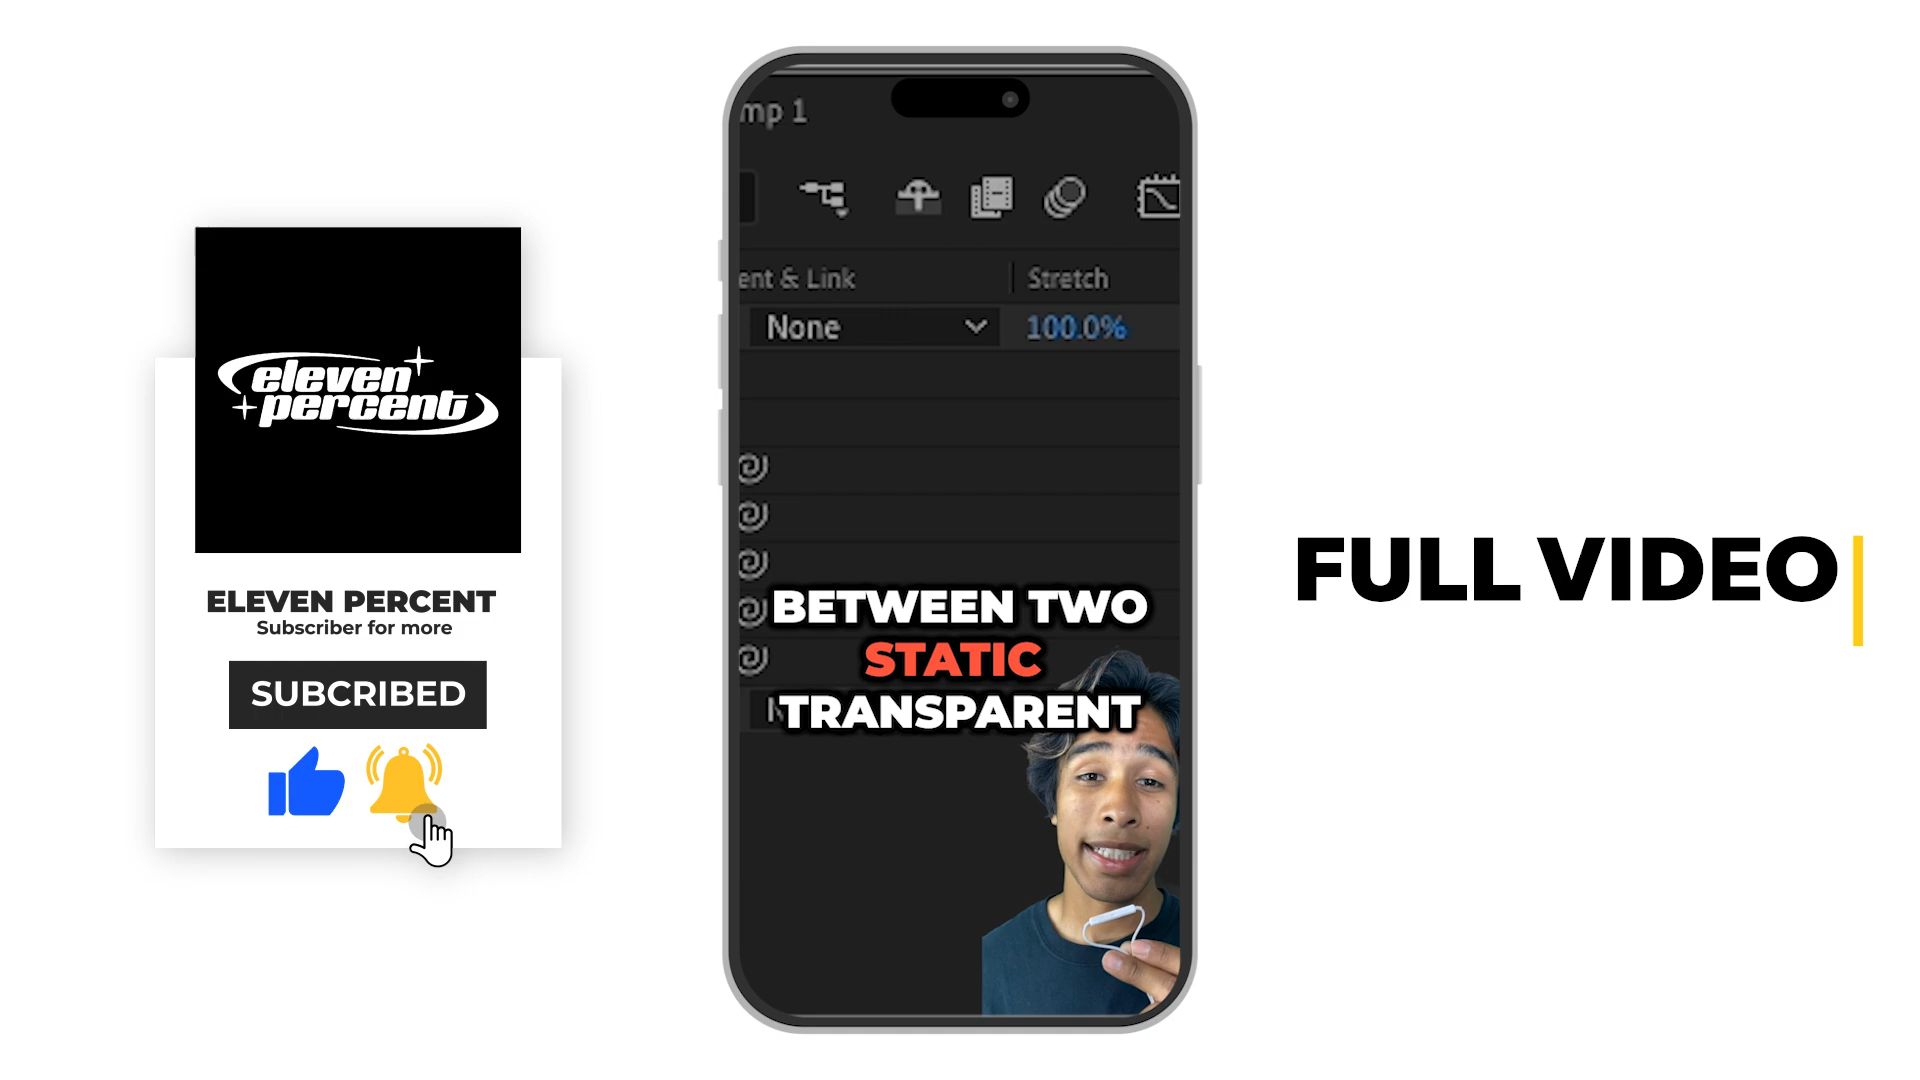 eleven
percent
ELEVEN PERCENT
Subscriber for more
SUBCRIBED
mp 1
ent & Link
Stretch
None
100.0%
BETWEEN TWO
STATIC
TRANSPARENT
FULL VIDEO